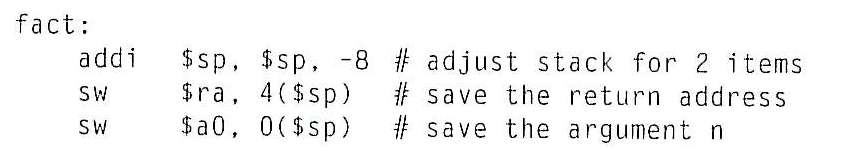 fact:
addi $sp, $sp, -8 # adjust stack for 2 items
sw $ra, 4($sp) # save the return address
sw $a0, 0($sp) # save the argument n